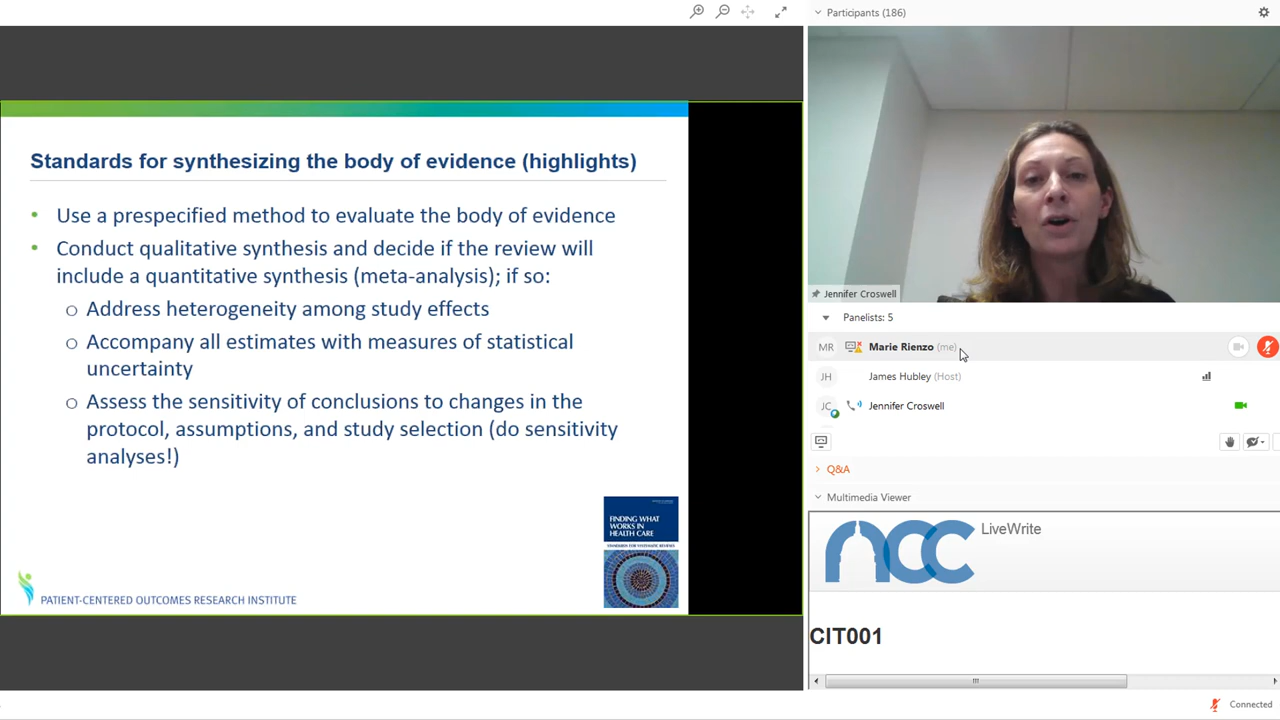 Participants (186)
Standards for synthesizing the body of evidence (highlights)
• Use a prespecified method to evaluate the body of evidence
• Conduct qualitative synthesis and decide if the review will
include a quantitative synthesis (meta-analysis); if so:
o Address heterogeneity among study effects
o Accompany all estimates with measures of statistical
uncertainty
o Assess the sensitivity of conclusions to changes in the
protocol, assumptions, and study selection (do sensitivity
analyses!)
FINDING WHAT
WORKS IN
HEALTH CARE
STANDARDS FOR SYSTEMATIC REVIEWS
PATIENT-CENTERED OUTCOMES RESEARCH INSTITUTE
Jennifer Croswell
Panelists: 5
MR Marie Rienzo (me)
JH James Hubley (Host)
JC Jennifer Croswell
Q&A
Multimedia Viewer
ncc LiveWrite
CIT001
Connected